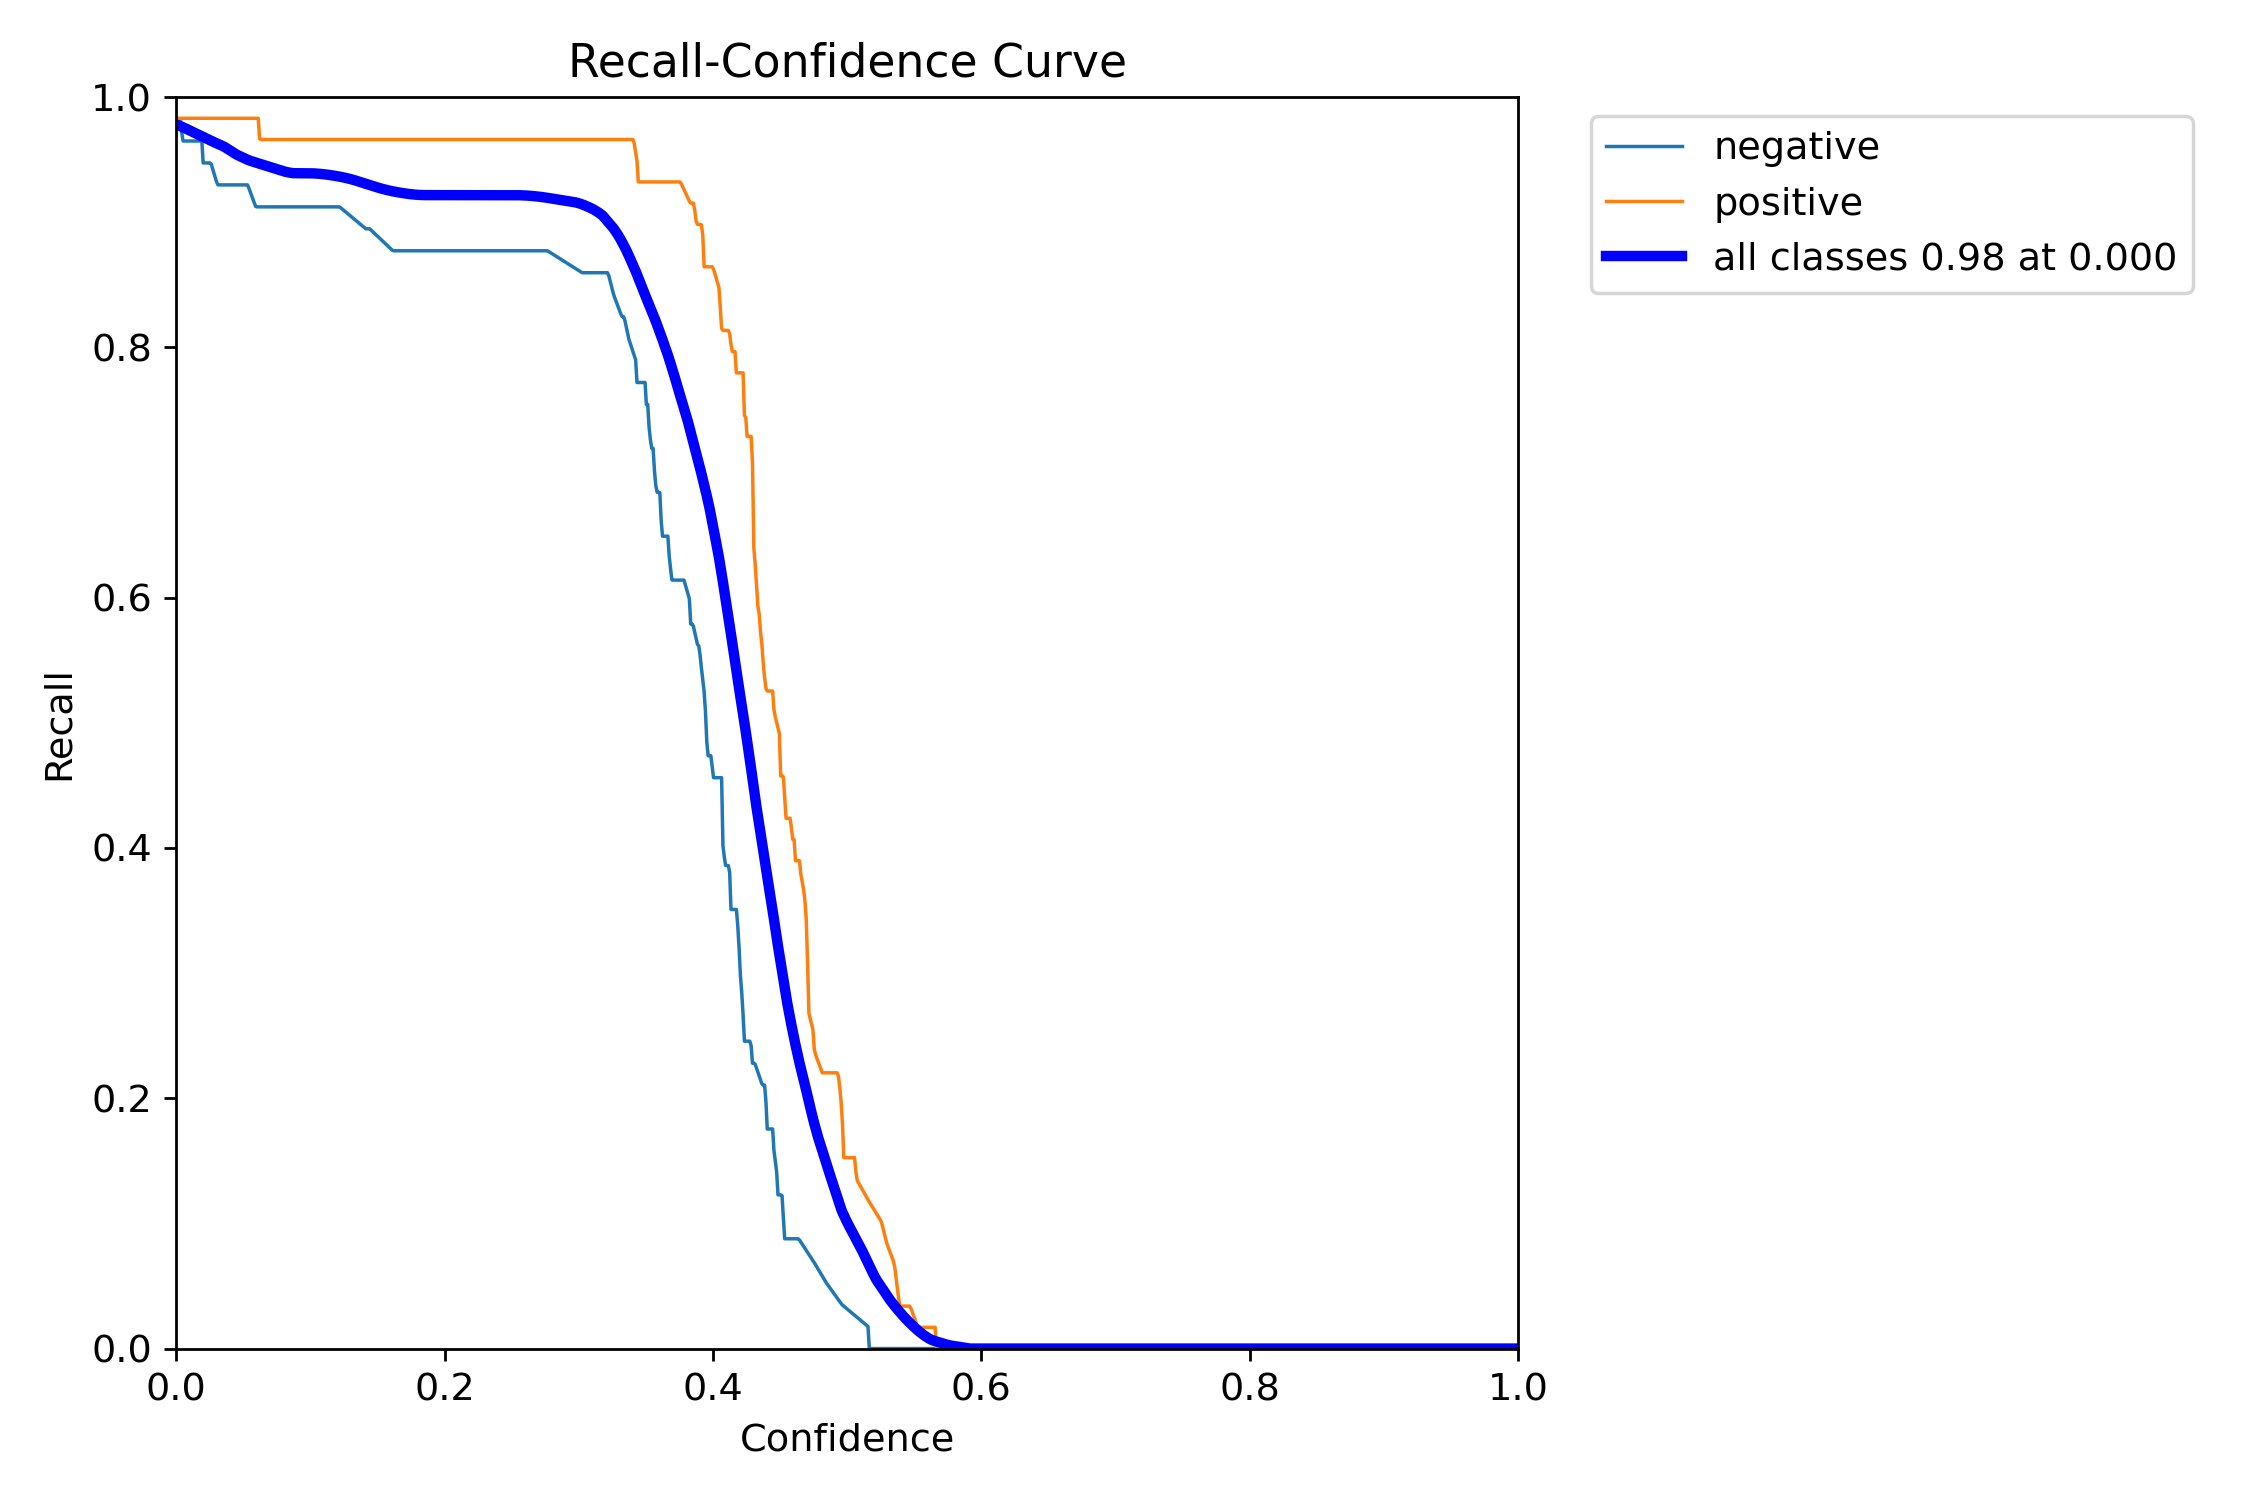 Recall-Confidence Curve
1.0
0.8
0.6
0.4
0.2
0.0
Recall
0.0 0.2 0.4 0.6 0.8 1.0
Confidence
negative
positive
all classes 0.98 at 0.000